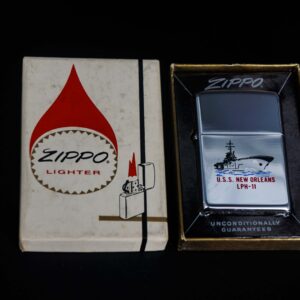 ZIPPO
LIGHTER
ZIPPO
U.S.S. NEW ORLEANS
LPH-11
UNCONDITIONALLY
GUARANTEED